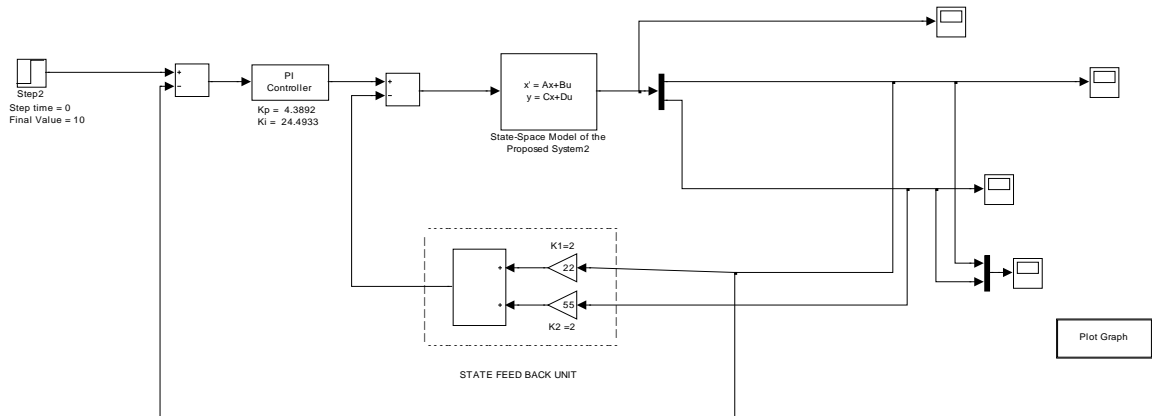 Step2
Step time = 0
Final Value = 10
+
−
PI
Controller
Kp = 4.3892
Ki = 24.4933
+
−
x' = Ax+Bu
y = Cx+Du
State-Space Model of the
Proposed System2
K1=2
+
22
+
55
K2 =2
STATE FEED BACK UNIT
Plot Graph